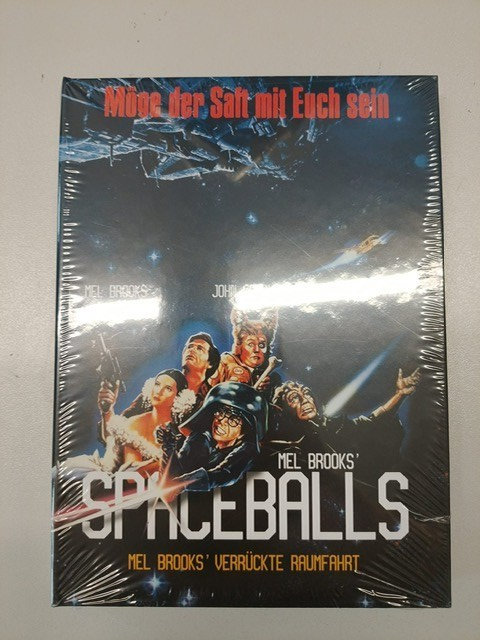 Möge der Saft mit Euch sein
MEL BROOKS JOHN
MEL BROOKS'
SPACEBALLS
MEL BROOKS' VERRÜCKTE RAUMFAHRT